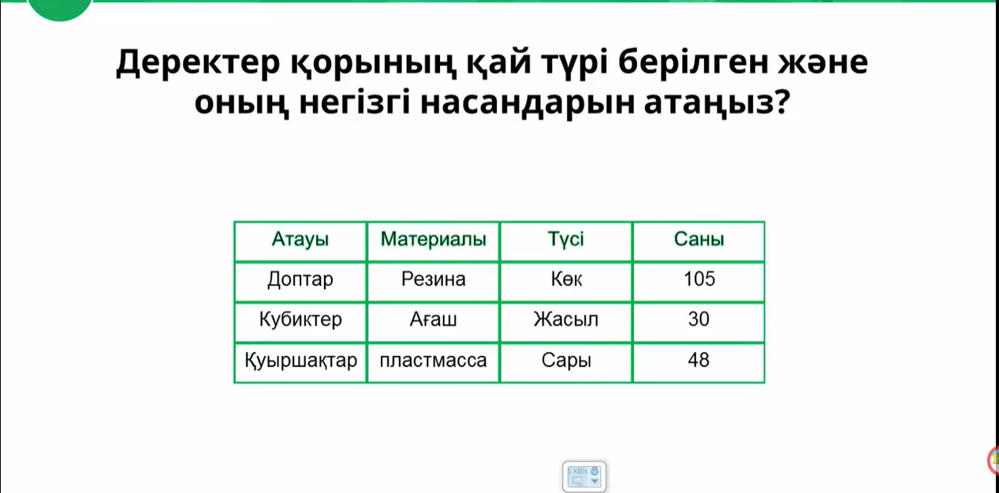 Деректер қорының қай түрі берілген және
оның негізгі насандарын атаңыз?
Атауы Материалы Түсі Саны
Доптар Резина Көк 105
Кубиктер Ағаш Жасыл 30
Қуыршақтар пластмасса Сары 48